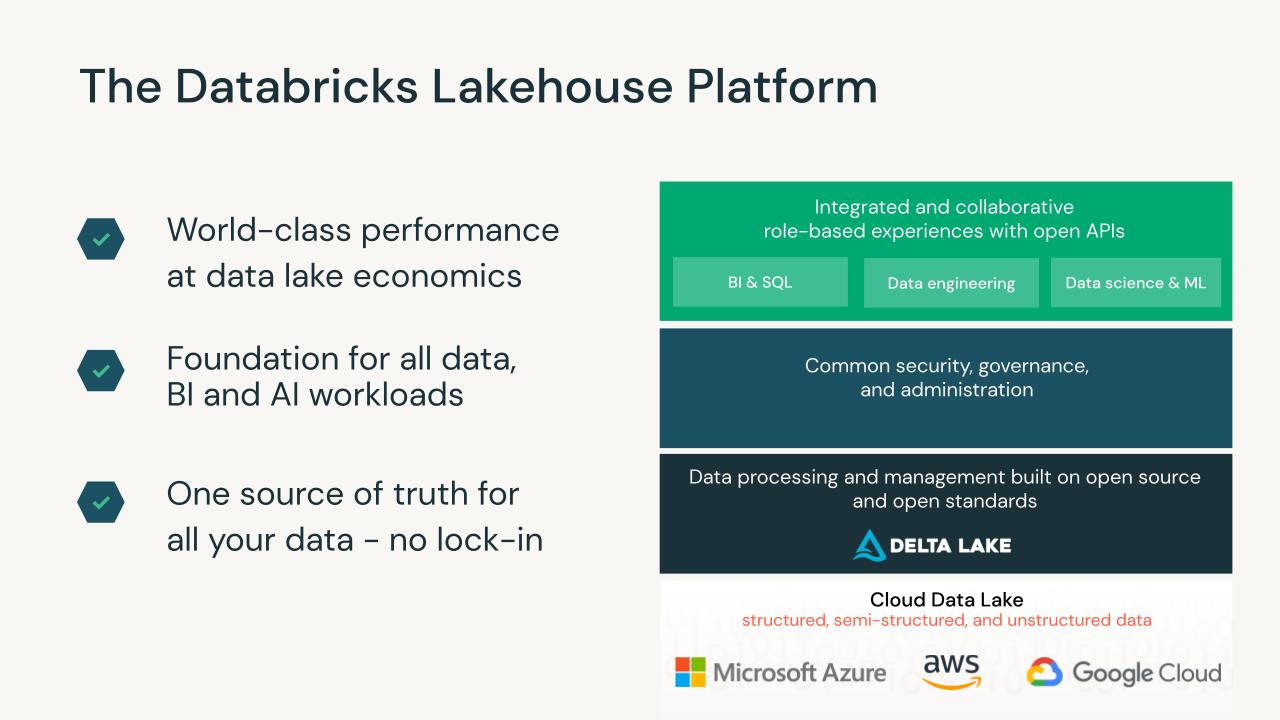 The Databricks Lakehouse Platform
World-class performance
at data lake economics
Foundation for all data,
BI and AI workloads
One source of truth for
all your data - no lock-in
Integrated and collaborative
role-based experiences with open APIs
BI & SQL
Data engineering
Data science & ML
Common security, governance,
and administration
Data processing and management built on open source
and open standards
DELTA LAKE
Cloud Data Lake
structured, semi-structured, and unstructured data
Microsoft Azure
aws
Google Cloud